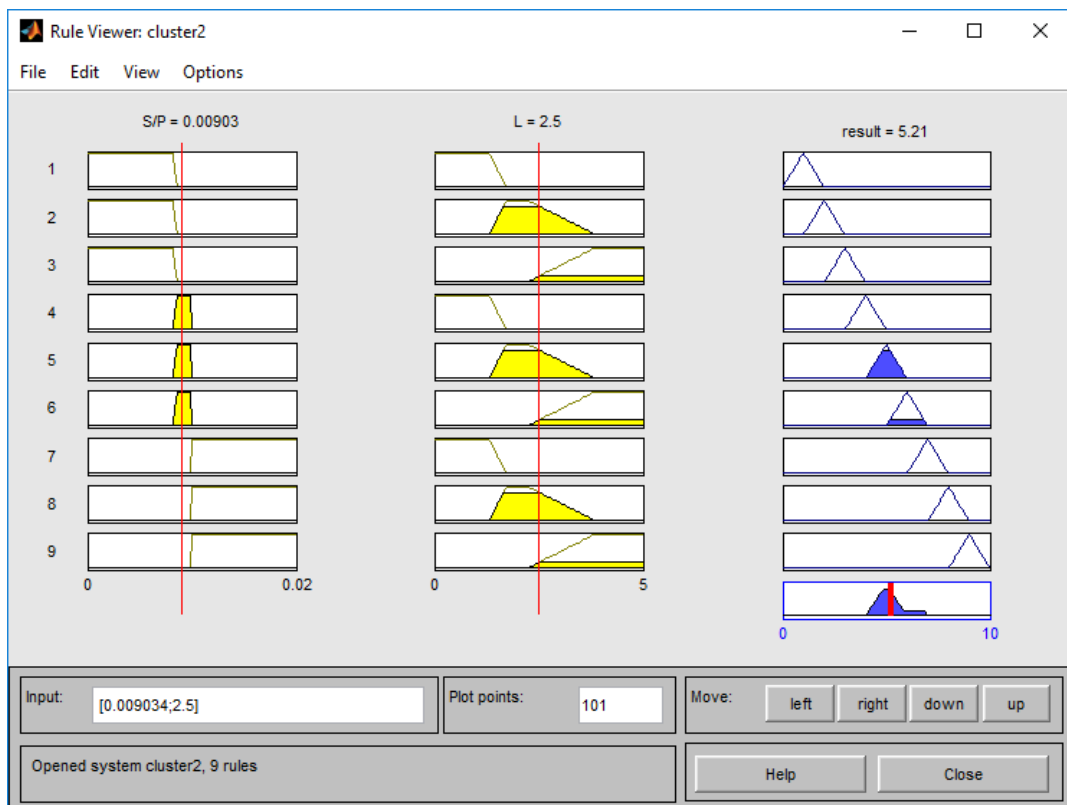 Rule Viewer: cluster2
File Edit View Options
S/P = 0.00903 L = 2.5 result = 5.21
1
2
3
4
5
6
7
8
9
0 0.02 0 5
0 10
Input: [0.009034;2.5] Plot points: 101 Move: left right down up
Opened system cluster2, 9 rules Help Close